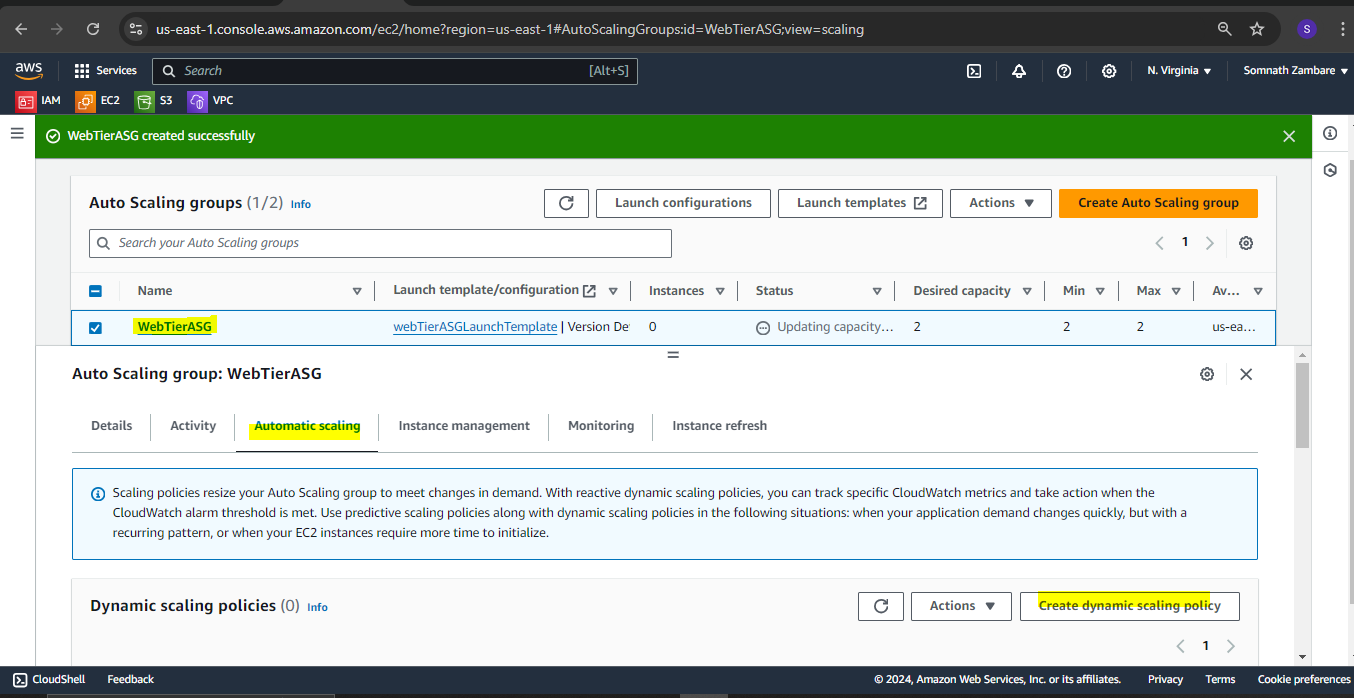 us-east-1.console.aws.amazon.com/ec2/home?region=us-east-1#AutoScalingGroups:id=WebTierASG;view=scaling
S
aws Services Search [Alt+S] N. Virginia Somnath Zambare
IAM EC2 S3 VPC
WebTierASG created successfully
Auto Scaling groups (1/2) Info Launch configurations Launch templates Actions Create Auto Scaling group
Search your Auto Scaling groups 1
Name Launch template/configuration Instances Status Desired capacity Min Max Av...
WebTierASG webTierASGLaunchTemplate | Version De 0 Updating capacity... 2 2 2 us-ea...
Auto Scaling group: WebTierASG
Details Activity Automatic scaling Instance management Monitoring Instance refresh
Scaling policies resize your Auto Scaling group to meet changes in demand. With reactive dynamic scaling policies, you can track specific CloudWatch metrics and take action when the
CloudWatch alarm threshold is met. Use predictive scaling policies along with dynamic scaling policies in the following situations: when your application demand changes quickly, but with a
recurring pattern, or when your EC2 instances require more time to initialize.
Dynamic scaling policies (0) Info Actions Create dynamic scaling policy
1
CloudShell Feedback © 2024, Amazon Web Services, Inc. or its affiliates. Privacy Terms Cookie preferences